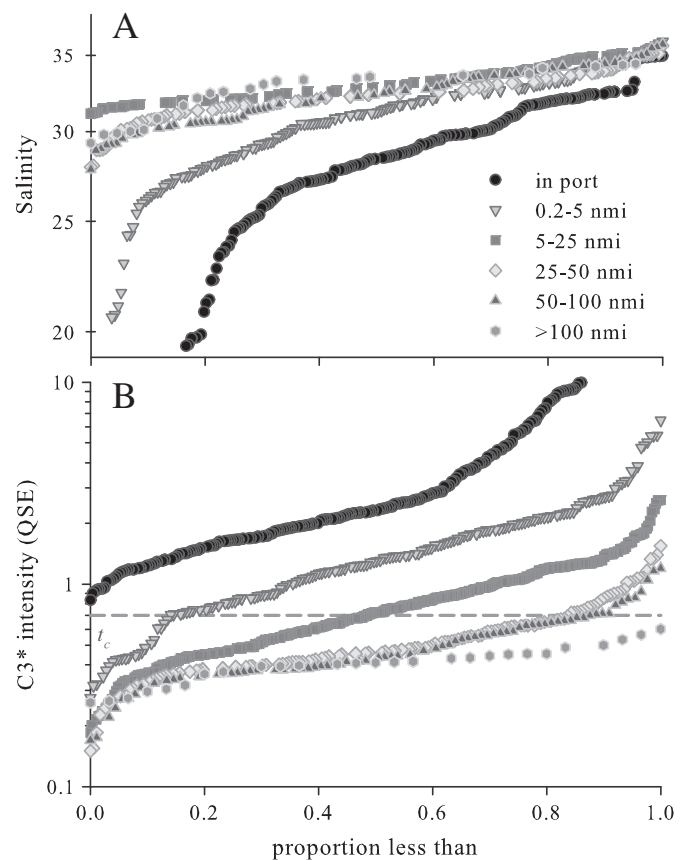 A
35
30
25
20
Salinity
in port
0.2-5 nmi
5-25 nmi
25-50 nmi
50-100 nmi
>100 nmi
B
10
1
0.1
C3* intensity (QSE)
tc
0.0 0.2 0.4 0.6 0.8 1.0
proportion less than